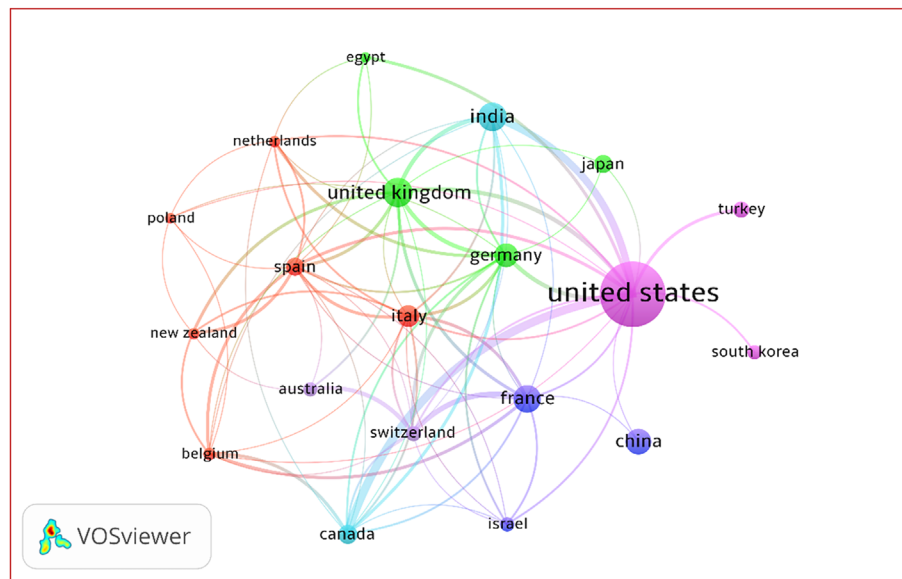 egypt
india
netherlands
japan
united kingdom
poland
turkey
germany
spain
united states
italy
new zealand
south korea
australia
france
switzerland
china
belgium
israel
canada
VOSviewer